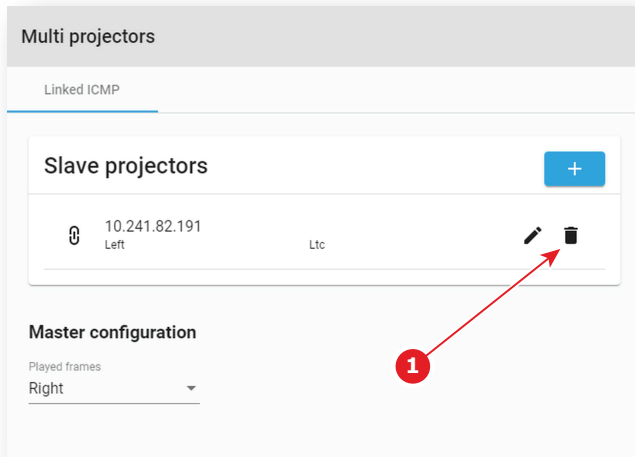 Multi projectors
Linked ICMP
Slave projectors
+
10.241.82.191
Left
Ltc
1
Master configuration
Played frames
Right